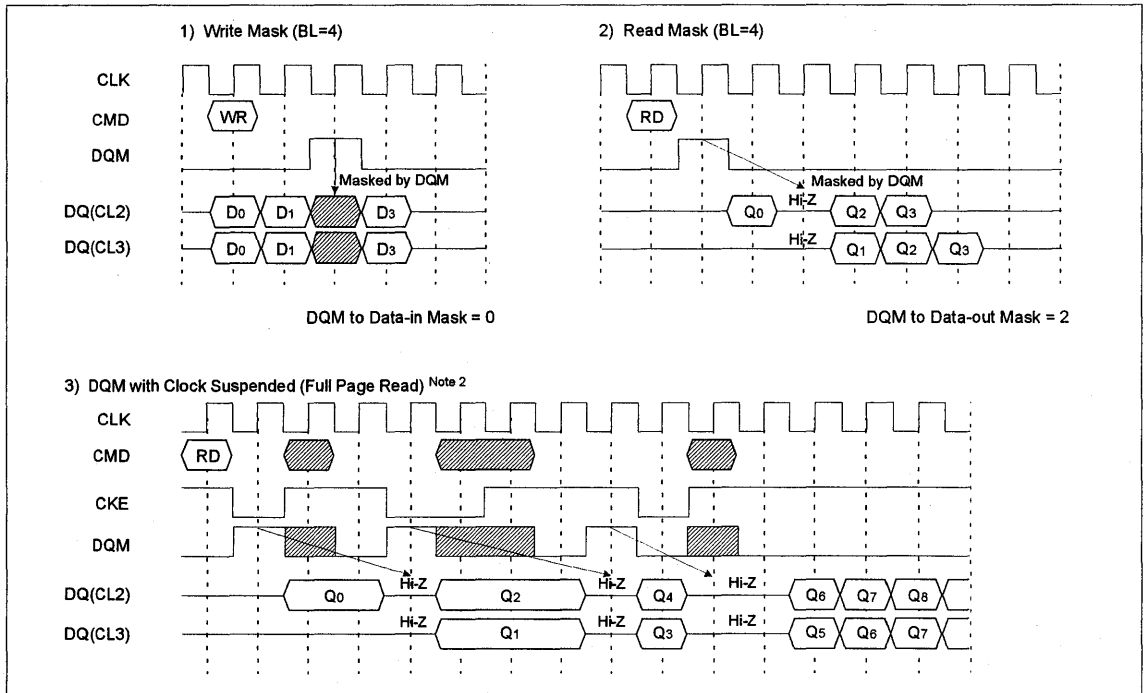 1) Write Mask (BL=4)
CLK
CMD WR
DQM
Masked by DQM
DQ(CL2) D0 D1 D3
DQ(CL3) D0 D1 D3
DQM to Data-in Mask = 0
2) Read Mask (BL=4)
RD
Masked by DQM
Hi-Z
Q0 Q2 Q3
Hi-Z
Q1 Q2 Q3
DQM to Data-out Mask = 2
3) DQM with Clock Suspended (Full Page Read) Note 2
CLK
CMD RD
CKE
DQM
DQ(CL2) Q0 Hi-Z Q2 Hi-Z Q4 Hi-Z Q6 Q7 Q8
DQ(CL3) Hi-Z Q1 Hi-Z Q3 Hi-Z Q5 Q6 Q7